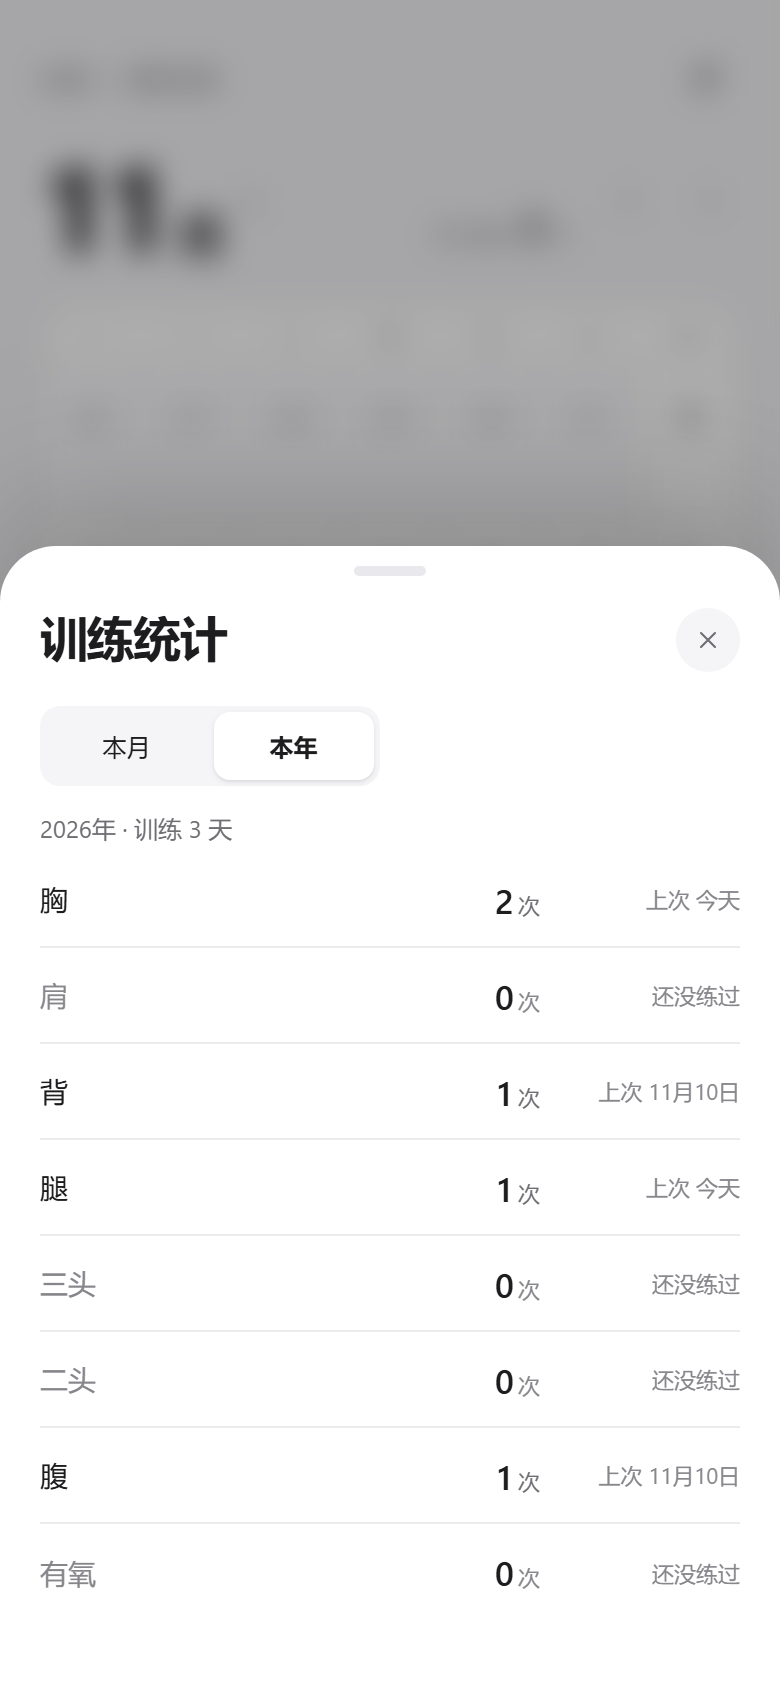 11
训练统计
本月 本年
2026年 · 训练 3 天
胸 2次 上次 今天
肩 0次 还没练过
背 1次 上次 11月10日
腿 1次 上次 今天
三头 0次 还没练过
二头 0次 还没练过
腹 1次 上次 11月10日
有氧 0次 还没练过